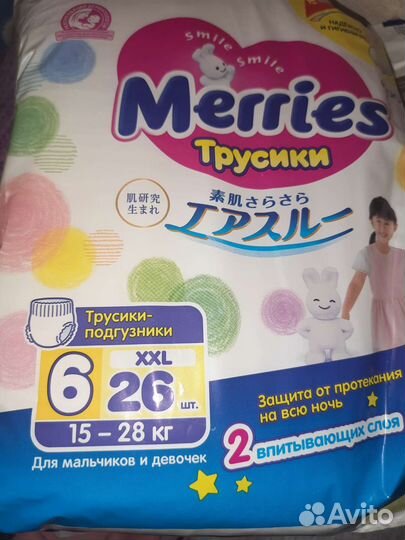 Smile Smile
НАДЕЖНО
И ГИГИЕНИЧ
Merries
Трусики
肌研究
生まれ
素肌さらさら
エアスルー
Трусики-
подгузники
6
XXL
26 шт.
15 – 28 кг
Для мальчиков и девочек
Защита от протекания
на всю ночь
2 впитывающих слоя
Avito